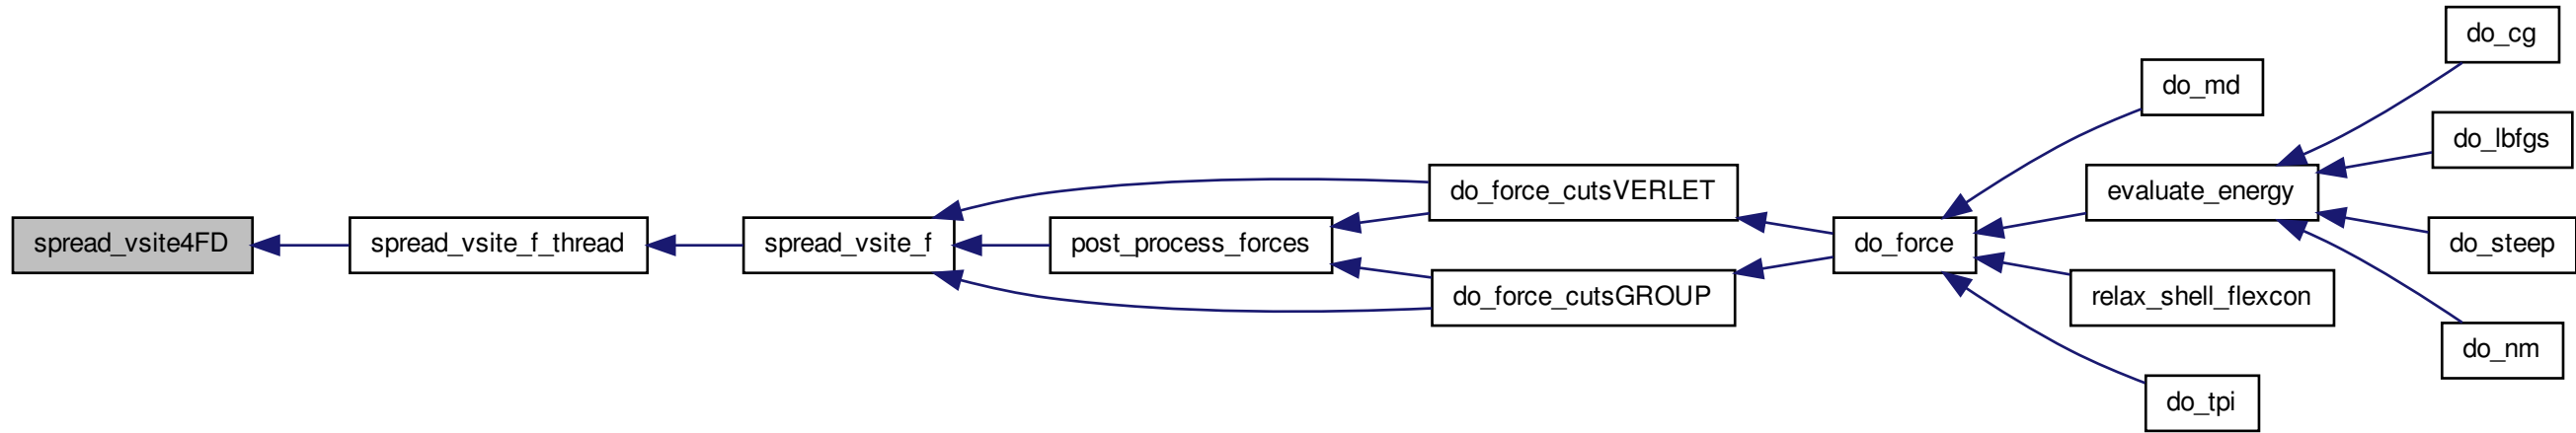 do_cg
do_md
do_lbfgs
do_force_cutsVERLET
evaluate_energy
spread_vsite4FD
spread_vsite_f_thread
spread_vsite_f
post_process_forces
do_force
do_steep
do_force_cutsGROUP
relax_shell_flexcon
do_nm
do_tpi